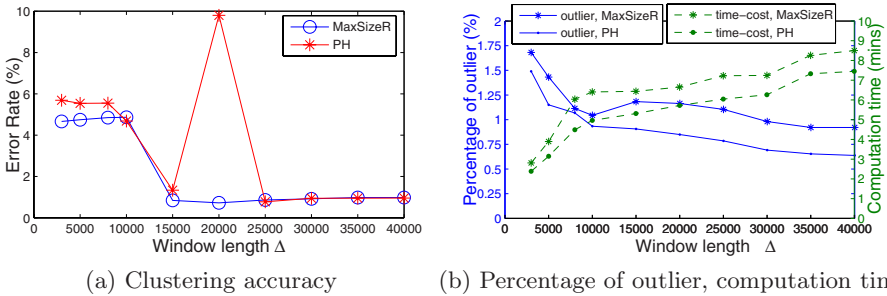 10
8
6
4
2
0
Error Rate (%)
MaxSizeR
PH
0 5000 10000 15000 20000 25000 30000 35000 40000
Window length Δ
(a) Clustering accuracy
2
1.75
1.5
1.25
1
0.75
0.5
0.25
0
Percentage of outlier (%)
outlier, MaxSizeR
outlier, PH
time-cost, MaxSizeR
time-cost, PH
10
9
8
7
6
5
4
3
2
1
0
Computation time (mins)
0 5000 10000 15000 20000 25000 30000 35000 40000
Window length Δ
(b) Percentage of outlier, computation tim